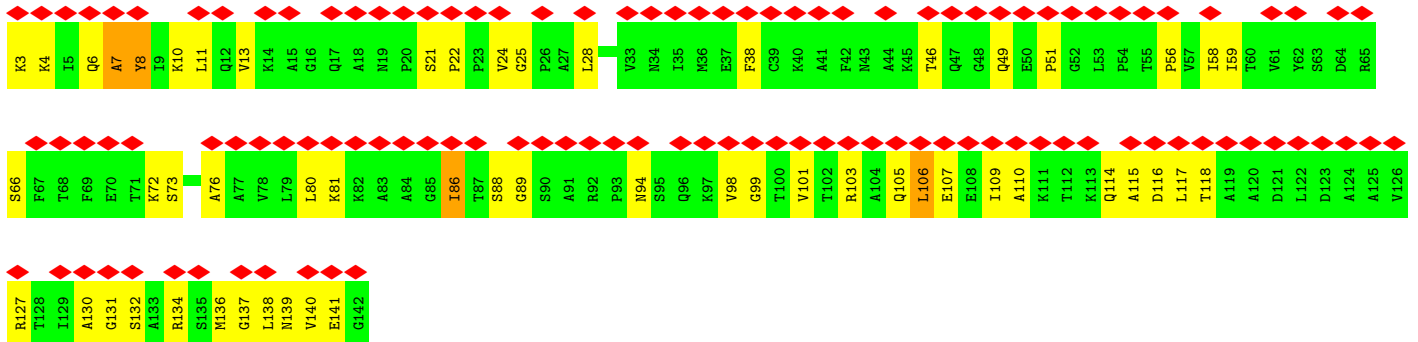 K3 K4 I5 Q6 A7 Y8 I9 K10 L11 Q12 V13 K14 A15 G16 Q17 A18 N19 P20 S21 P22 P23 V24 G25 P26 A27 L28 V33 N34 I35 M36 E37 F38 C39 K40 A41 F42 N43 A44 K45 T46 Q47 G48 Q49 E50 P51 G52 L53 P54 T55 P56 V57 I58 I59 T60 V61 Y62 S63 D64 R65
S66 F67 T68 F69 E70 T71 K72 S73 A76 A77 V78 L79 L80 K81 K82 A83 A84 G85 I86 T87 S88 G89 S90 A91 R92 P93 N94 S95 Q96 K97 V98 G99 T100 V101 T102 R103 A104 Q105 L106 E107 E108 I109 A110 K111 T112 K113 Q114 A115 D116 L117 T118 A119 A120 D121 L122 D123 A124 A125 V126
R127 T128 I129 A130 G131 S132 A133 R134 S135 M136 G137 L138 N139 V140 E141 G142